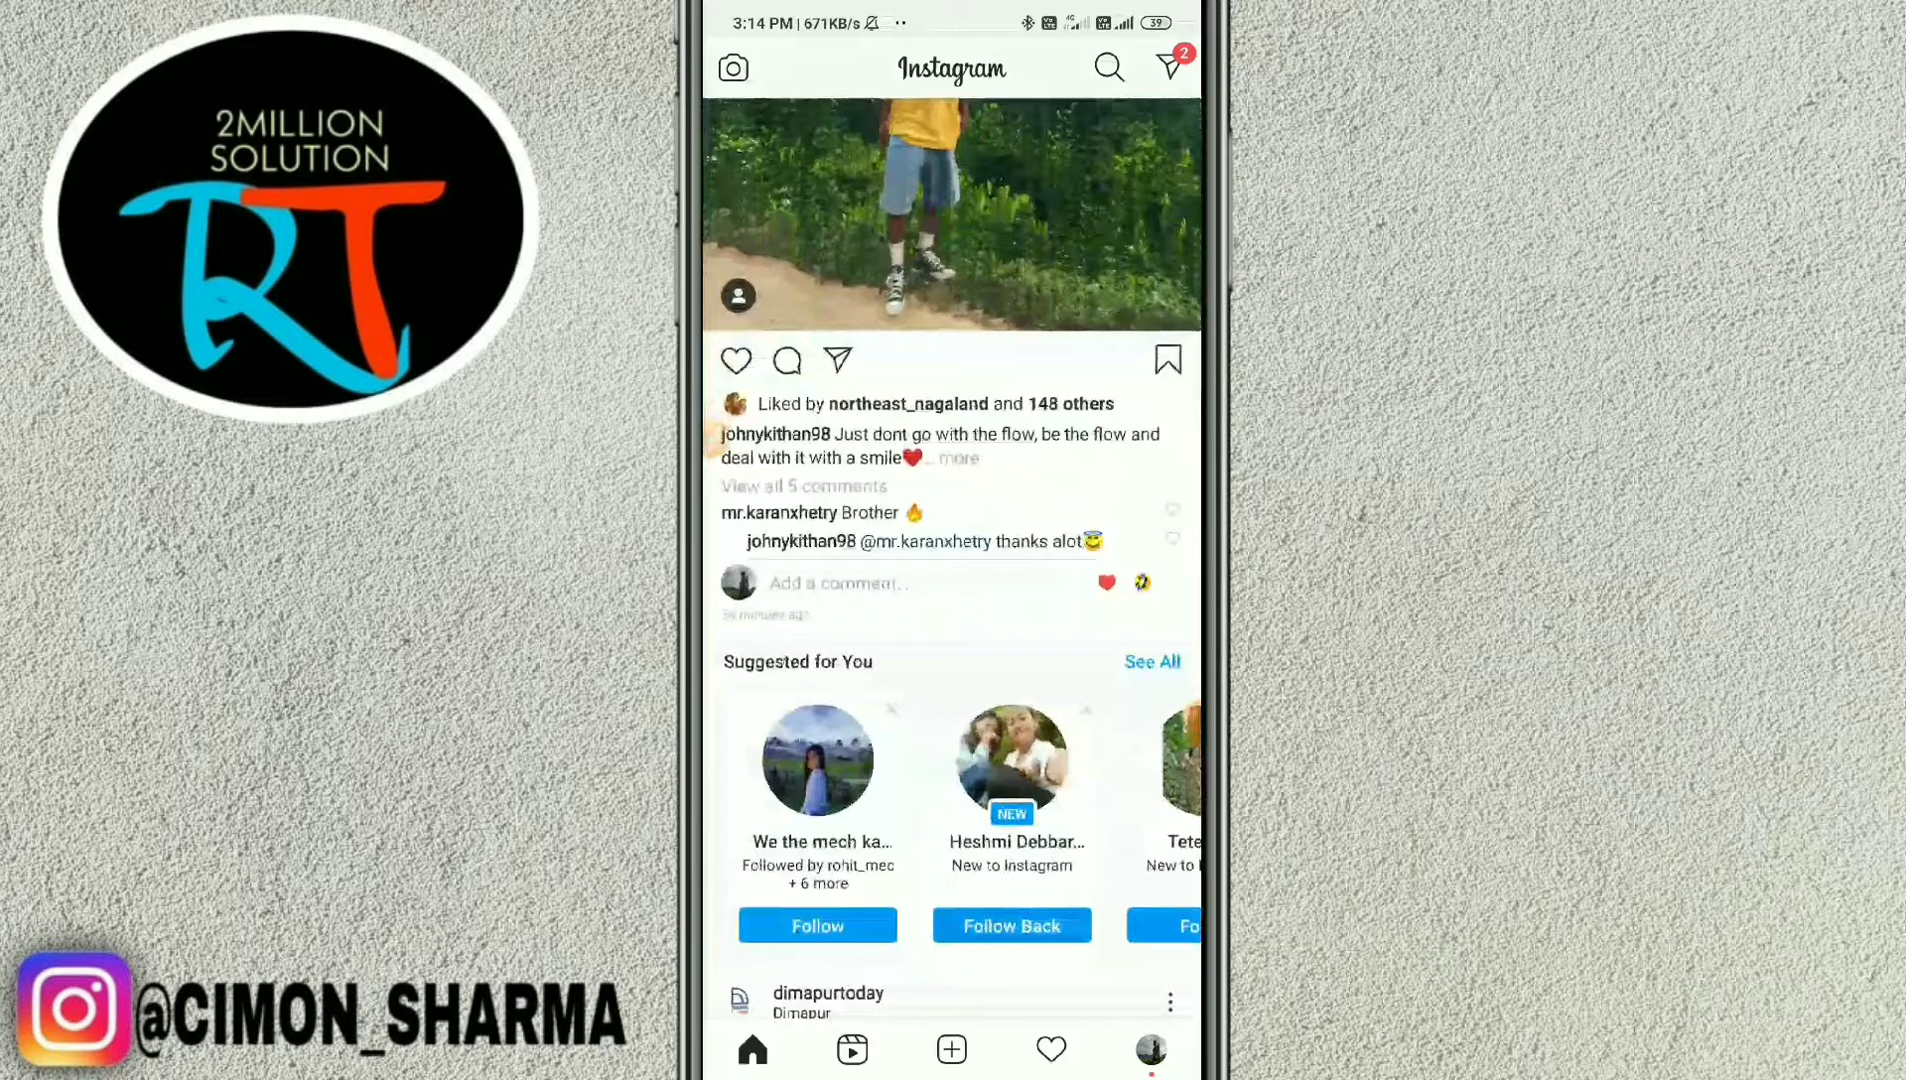 2MILLION
SOLUTION
RT
@CIMON_SHARMA
3:14 PM | 671KB/s
39
Instagram
2
Liked by northeast_nagaland and 148 others
johnykithan98 Just dont go with the flow, be the flow and
deal with it with a smile❤️... more
View all 5 comments
mr.karanxhetry Brother 🔥
johnykithan98 @mr.karanxhetry thanks alot😇
Add a comment..
minutes ago
Suggested for You
See All
We the mech ka...
Followed by rohit_mec
+ 6 more
Follow
NEW
Heshmi Debbar...
New to Instagram
Follow Back
Tete
New to
Fo
dimapurtoday
Dimapur